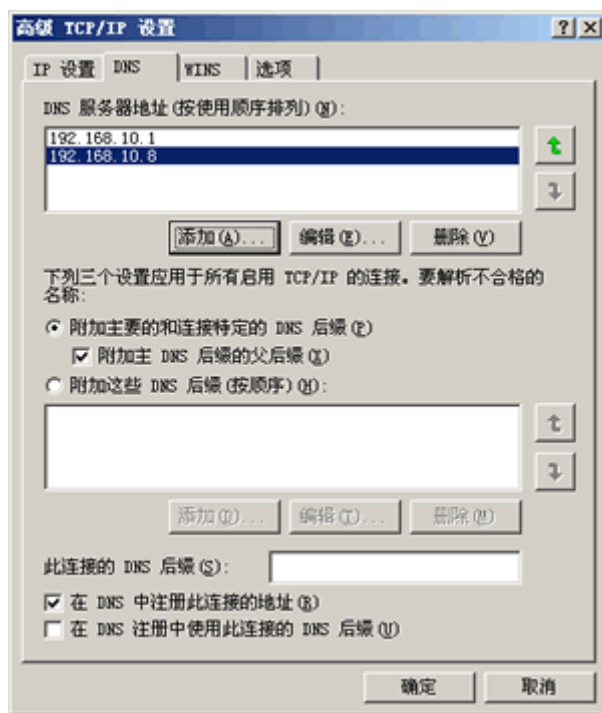 高级 TCP/IP 设置
IP 设置 DNS WINS 选项
DNS 服务器地址(按使用顺序排列)(N):
192.168.10.1
192.168.10.8
添加(A)... 编辑(E)... 删除(V)
下列三个设置应用于所有启用 TCP/IP 的连接。要解析不合格的
名称:
附加主要的和连接特定的 DNS 后缀(P)
附加主 DNS 后缀的父后缀(X)
附加这些 DNS 后缀(按顺序)(H):
添加(D)... 编辑(T)... 删除(M)
此连接的 DNS 后缀(S):
在 DNS 中注册此连接的地址(R)
在 DNS 注册中使用此连接的 DNS 后缀(U)
确定 取消